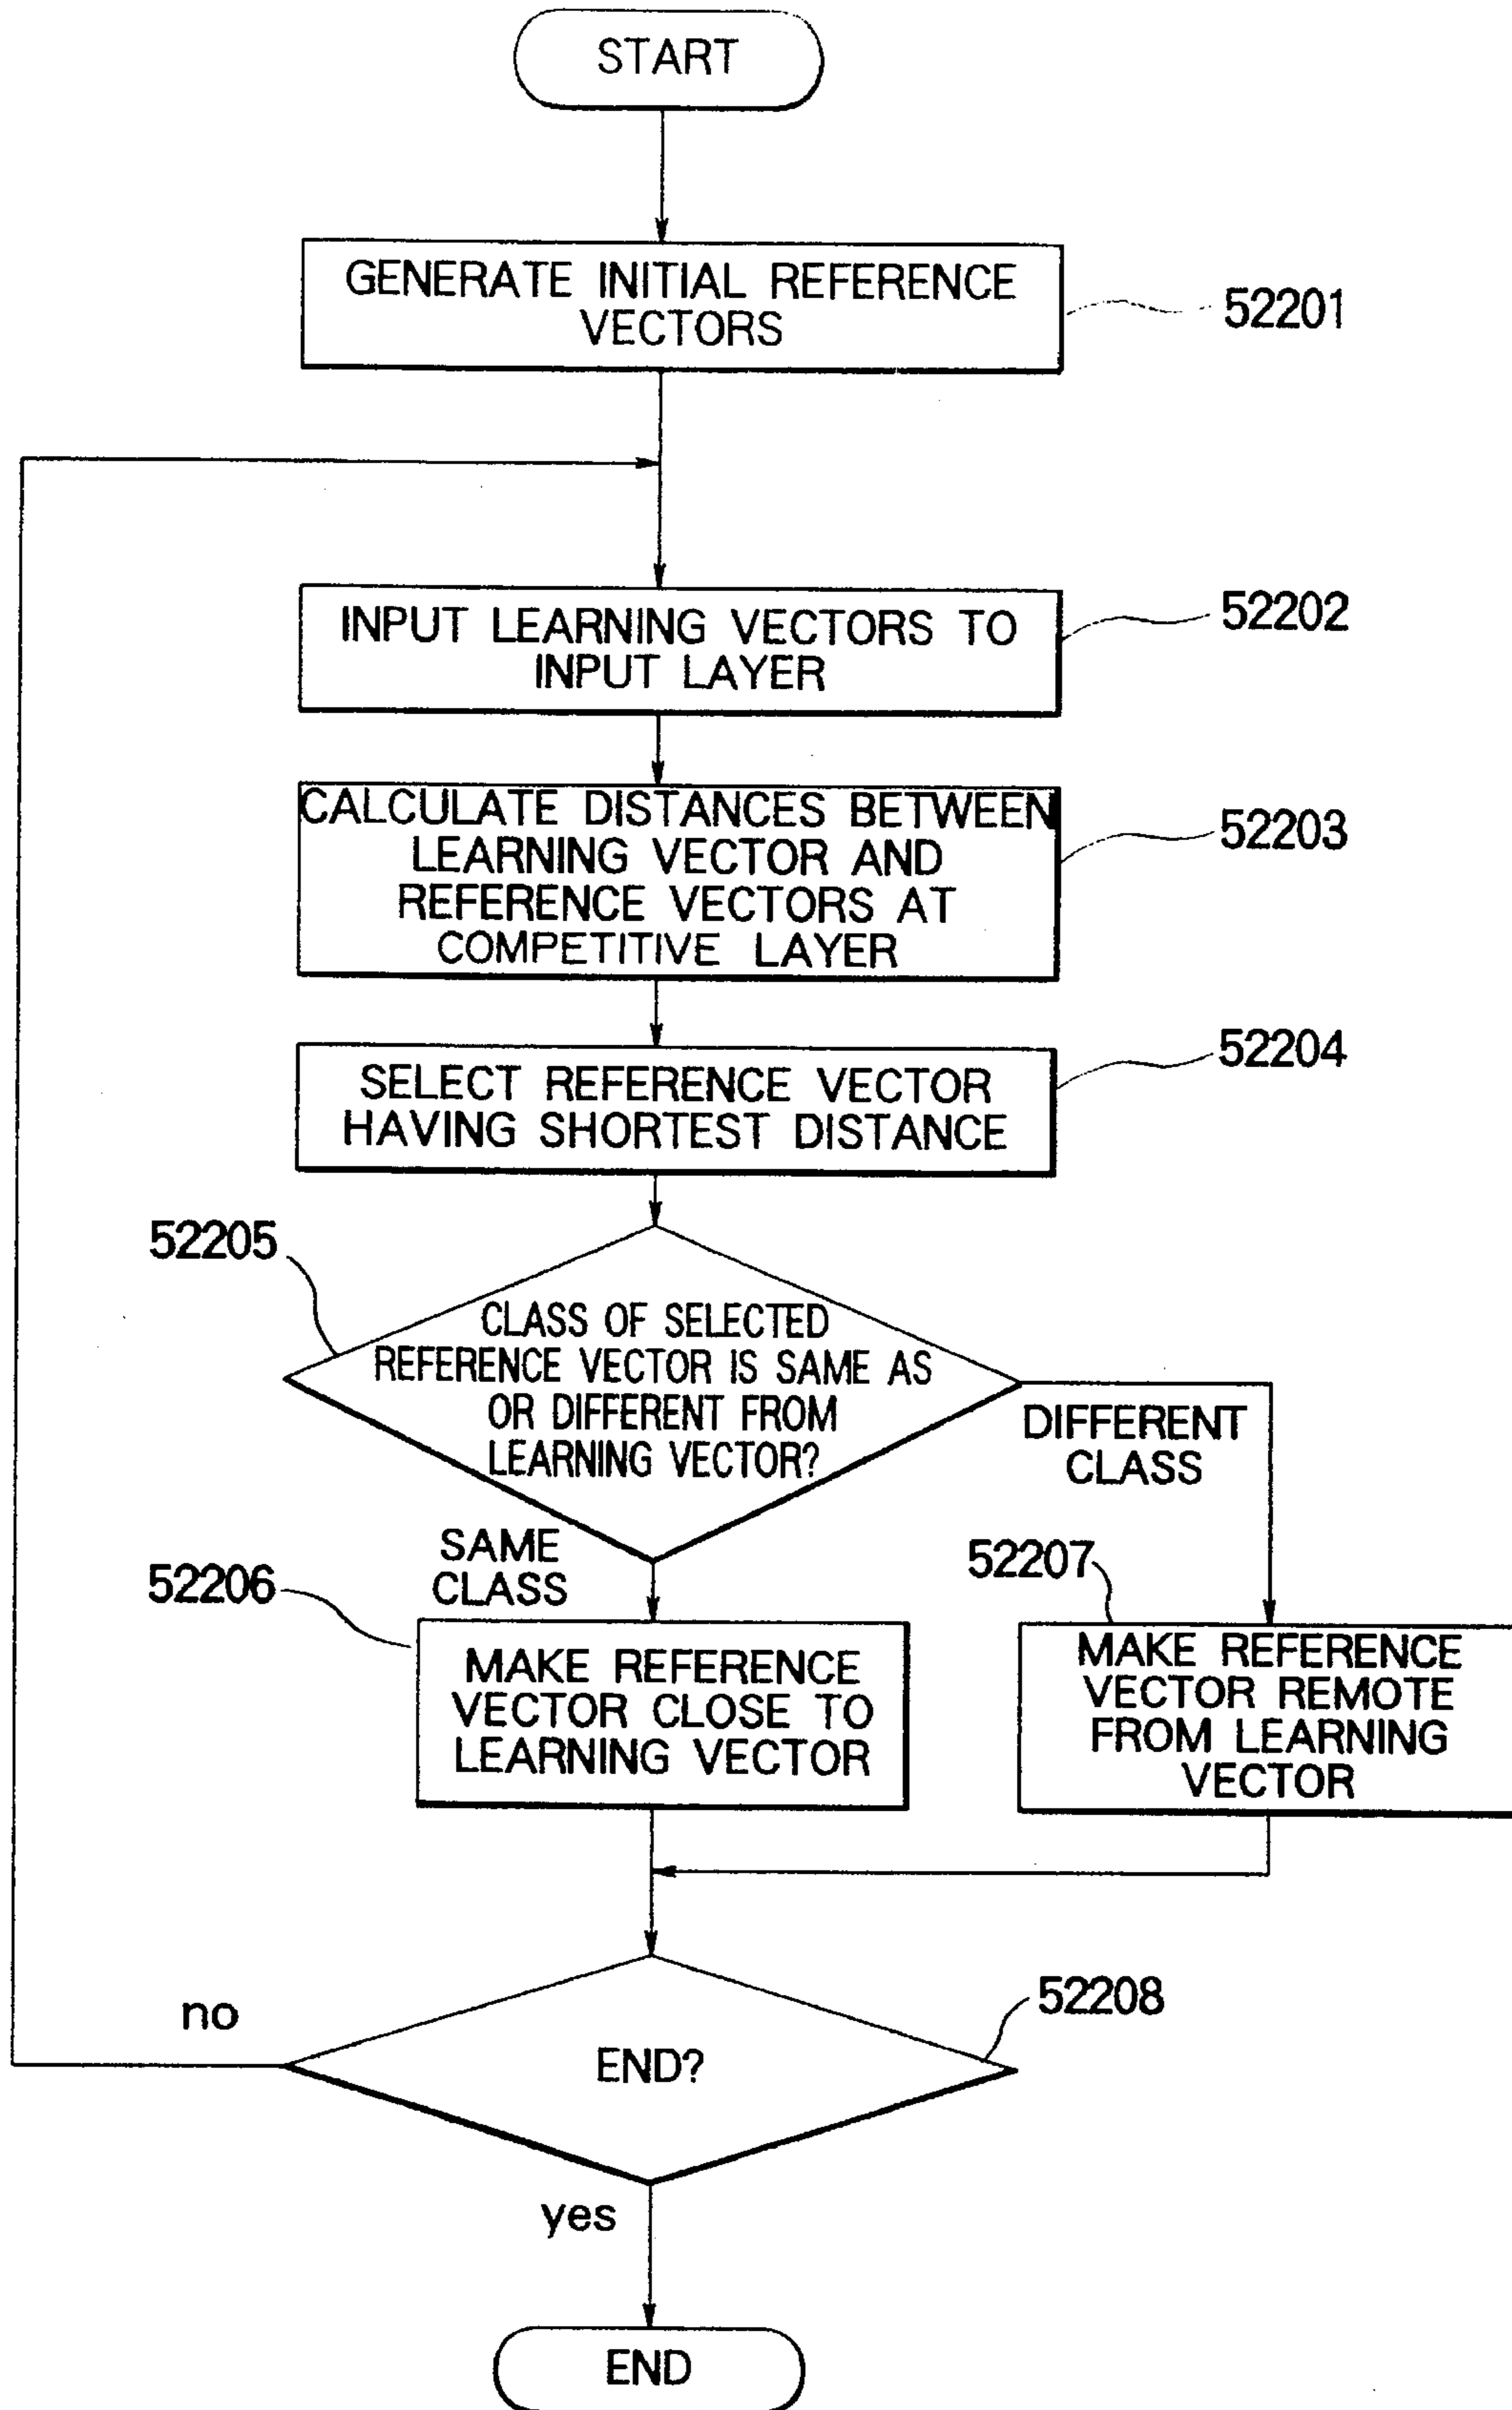 START
GENERATE INITIAL REFERENCE
VECTORS
52201
INPUT LEARNING VECTORS TO
INPUT LAYER
52202
CALCULATE DISTANCES BETWEEN
LEARNING VECTOR AND
REFERENCE VECTORS AT
COMPETITIVE LAYER
52203
SELECT REFERENCE VECTOR
HAVING SHORTEST DISTANCE
52204
52205
CLASS OF SELECTED
REFERENCE VECTOR IS SAME AS
OR DIFFERENT FROM
LEARNING VECTOR?
DIFFERENT
CLASS
SAME
CLASS
52206
MAKE REFERENCE
VECTOR CLOSE TO
LEARNING VECTOR
52207
MAKE REFERENCE
VECTOR REMOTE
FROM LEARNING
VECTOR
no
END?
52208
yes
END